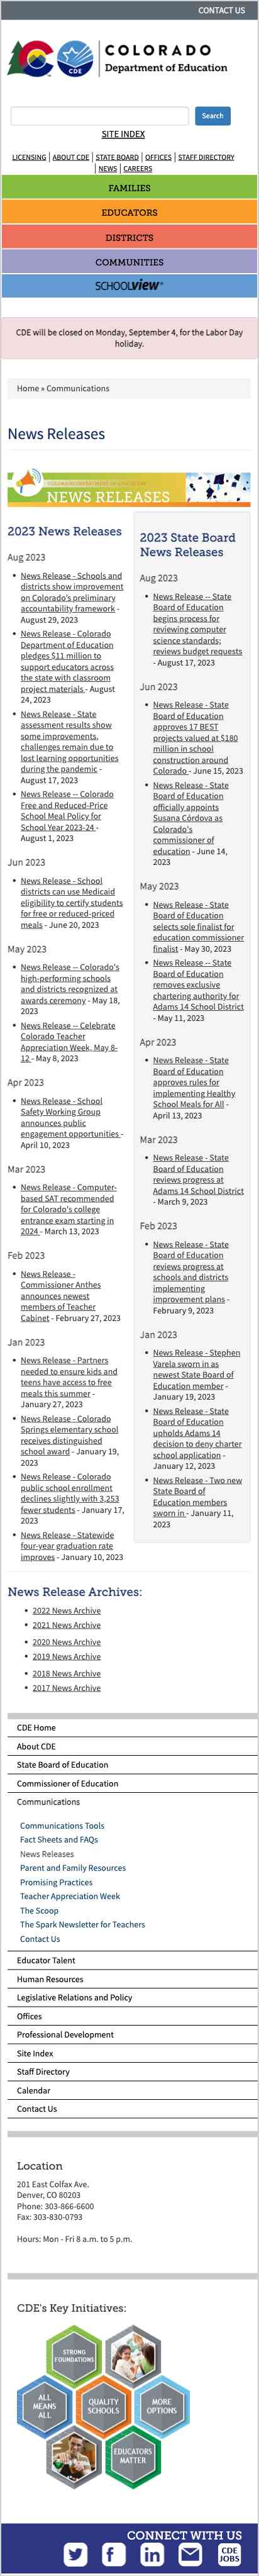 CONTACT US
COLORADO
Department of Education
CDE
Search
SITE INDEX
LICENSING | ABOUT CDE | STATE BOARD | OFFICES | STAFF DIRECTORY
| NEWS | CAREERS
FAMILIES
EDUCATORS
DISTRICTS
COMMUNITIES
SCHOOLVIEW®
CDE will be closed on Monday, September 4, for the Labor Day
holiday.
Home » Communications
News Releases
NEWS RELEASES
2023 News Releases
Aug 2023
• News Release - Schools and
districts show improvement
on Colorado's preliminary
accountability framework -
August 29, 2023
• News Release - Colorado
Department of Education
pledges $11 million to
support educators across
the state with classroom
project materials - August
24, 2023
• News Release - State
assessment results show
some improvements,
challenges remain due to
lost learning opportunities
during the pandemic -
August 17, 2023
• News Release -- Colorado
Free and Reduced-Price
School Meal Policy for
School Year 2023-24 -
August 1, 2023
Jun 2023
• News Release - School
districts can use Medicaid
eligibility to certify students
for free or reduced-priced
meals - June 20, 2023
May 2023
• News Release -- Colorado's
high-performing schools
and districts recognized at
awards ceremony - May 18,
2023
• News Release -- Celebrate
Colorado Teacher
Appreciation Week, May 8-
12 - May 8, 2023
Apr 2023
• News Release - School
Safety Working Group
announces public
engagement opportunities -
April 10, 2023
Mar 2023
• News Release - Computer-
based SAT recommended
for Colorado's college
entrance exam starting in
2024 - March 13, 2023
Feb 2023
• News Release -
Commissioner Anthes
announces newest
members of Teacher
Cabinet - February 27, 2023
Jan 2023
• News Release - Partners
needed to ensure kids and
teens have access to free
meals this summer -
January 27, 2023
• News Release - Colorado
Springs elementary school
receives distinguished
school award - January 19,
2023
• News Release - Colorado
public school enrollment
declines slightly with 3,253
fewer students - January 17,
2023
• News Release - Statewide
four-year graduation rate
improves - January 10, 2023
2023 State Board
News Releases
Aug 2023
• News Release -- State
Board of Education
begins process for
reviewing computer
science standards;
reviews budget requests
- August 17, 2023
Jun 2023
• News Release - State
Board of Education
approves 17 BEST
projects valued at $180
million in school
construction around
Colorado - June 15, 2023
• News Release - State
Board of Education
officially appoints
Susana Córdova as
Colorado's
commissioner of
education - June 14,
2023
May 2023
• News Release - State
Board of Education
selects sole finalist for
education commissioner
finalist - May 30, 2023
• News Release -- State
Board of Education
removes exclusive
chartering authority for
Adams 14 School District
- May 11, 2023
Apr 2023
• News Release - State
Board of Education
approves rules for
implementing Healthy
School Meals for All -
April 13, 2023
Mar 2023
• News Release - State
Board of Education
reviews progress at
Adams 14 School District
- March 9, 2023
Feb 2023
• News Release - State
Board of Education
reviews progress at
schools and districts
implementing
improvement plans -
February 9, 2023
Jan 2023
• News Release - Stephen
Varela sworn in as
newest State Board of
Education member -
January 19, 2023
• News Release - State
Board of Education
upholds Adams 14
decision to deny charter
school application -
January 12, 2023
• News Release - Two new
State Board of
Education members
sworn in - January 11,
2023
News Release Archives:
• 2022 News Archive
• 2021 News Archive
• 2020 News Archive
• 2019 News Archive
• 2018 News Archive
• 2017 News Archive
CDE Home
About CDE
State Board of Education
Commissioner of Education
Communications
Communications Tools
Fact Sheets and FAQs
News Releases
Parent and Family Resources
Promising Practices
Teacher Appreciation Week
The Scoop
The Spark Newsletter for Teachers
Contact Us
Educator Talent
Human Resources
Legislative Relations and Policy
Offices
Professional Development
Site Index
Staff Directory
Calendar
Contact Us
Location
201 East Colfax Ave.
Denver, CO 80203
Phone: 303-866-6600
Fax: 303-830-0793
Hours: Mon - Fri 8 a.m. to 5 p.m.
CDE's Key Initiatives:
STRONG
FOUNDATIONS
ALL
MEANS
ALL
QUALITY
SCHOOLS
MORE
OPTIONS
EDUCATORS
MATTER
CONNECT WITH US
CDE
JOBS